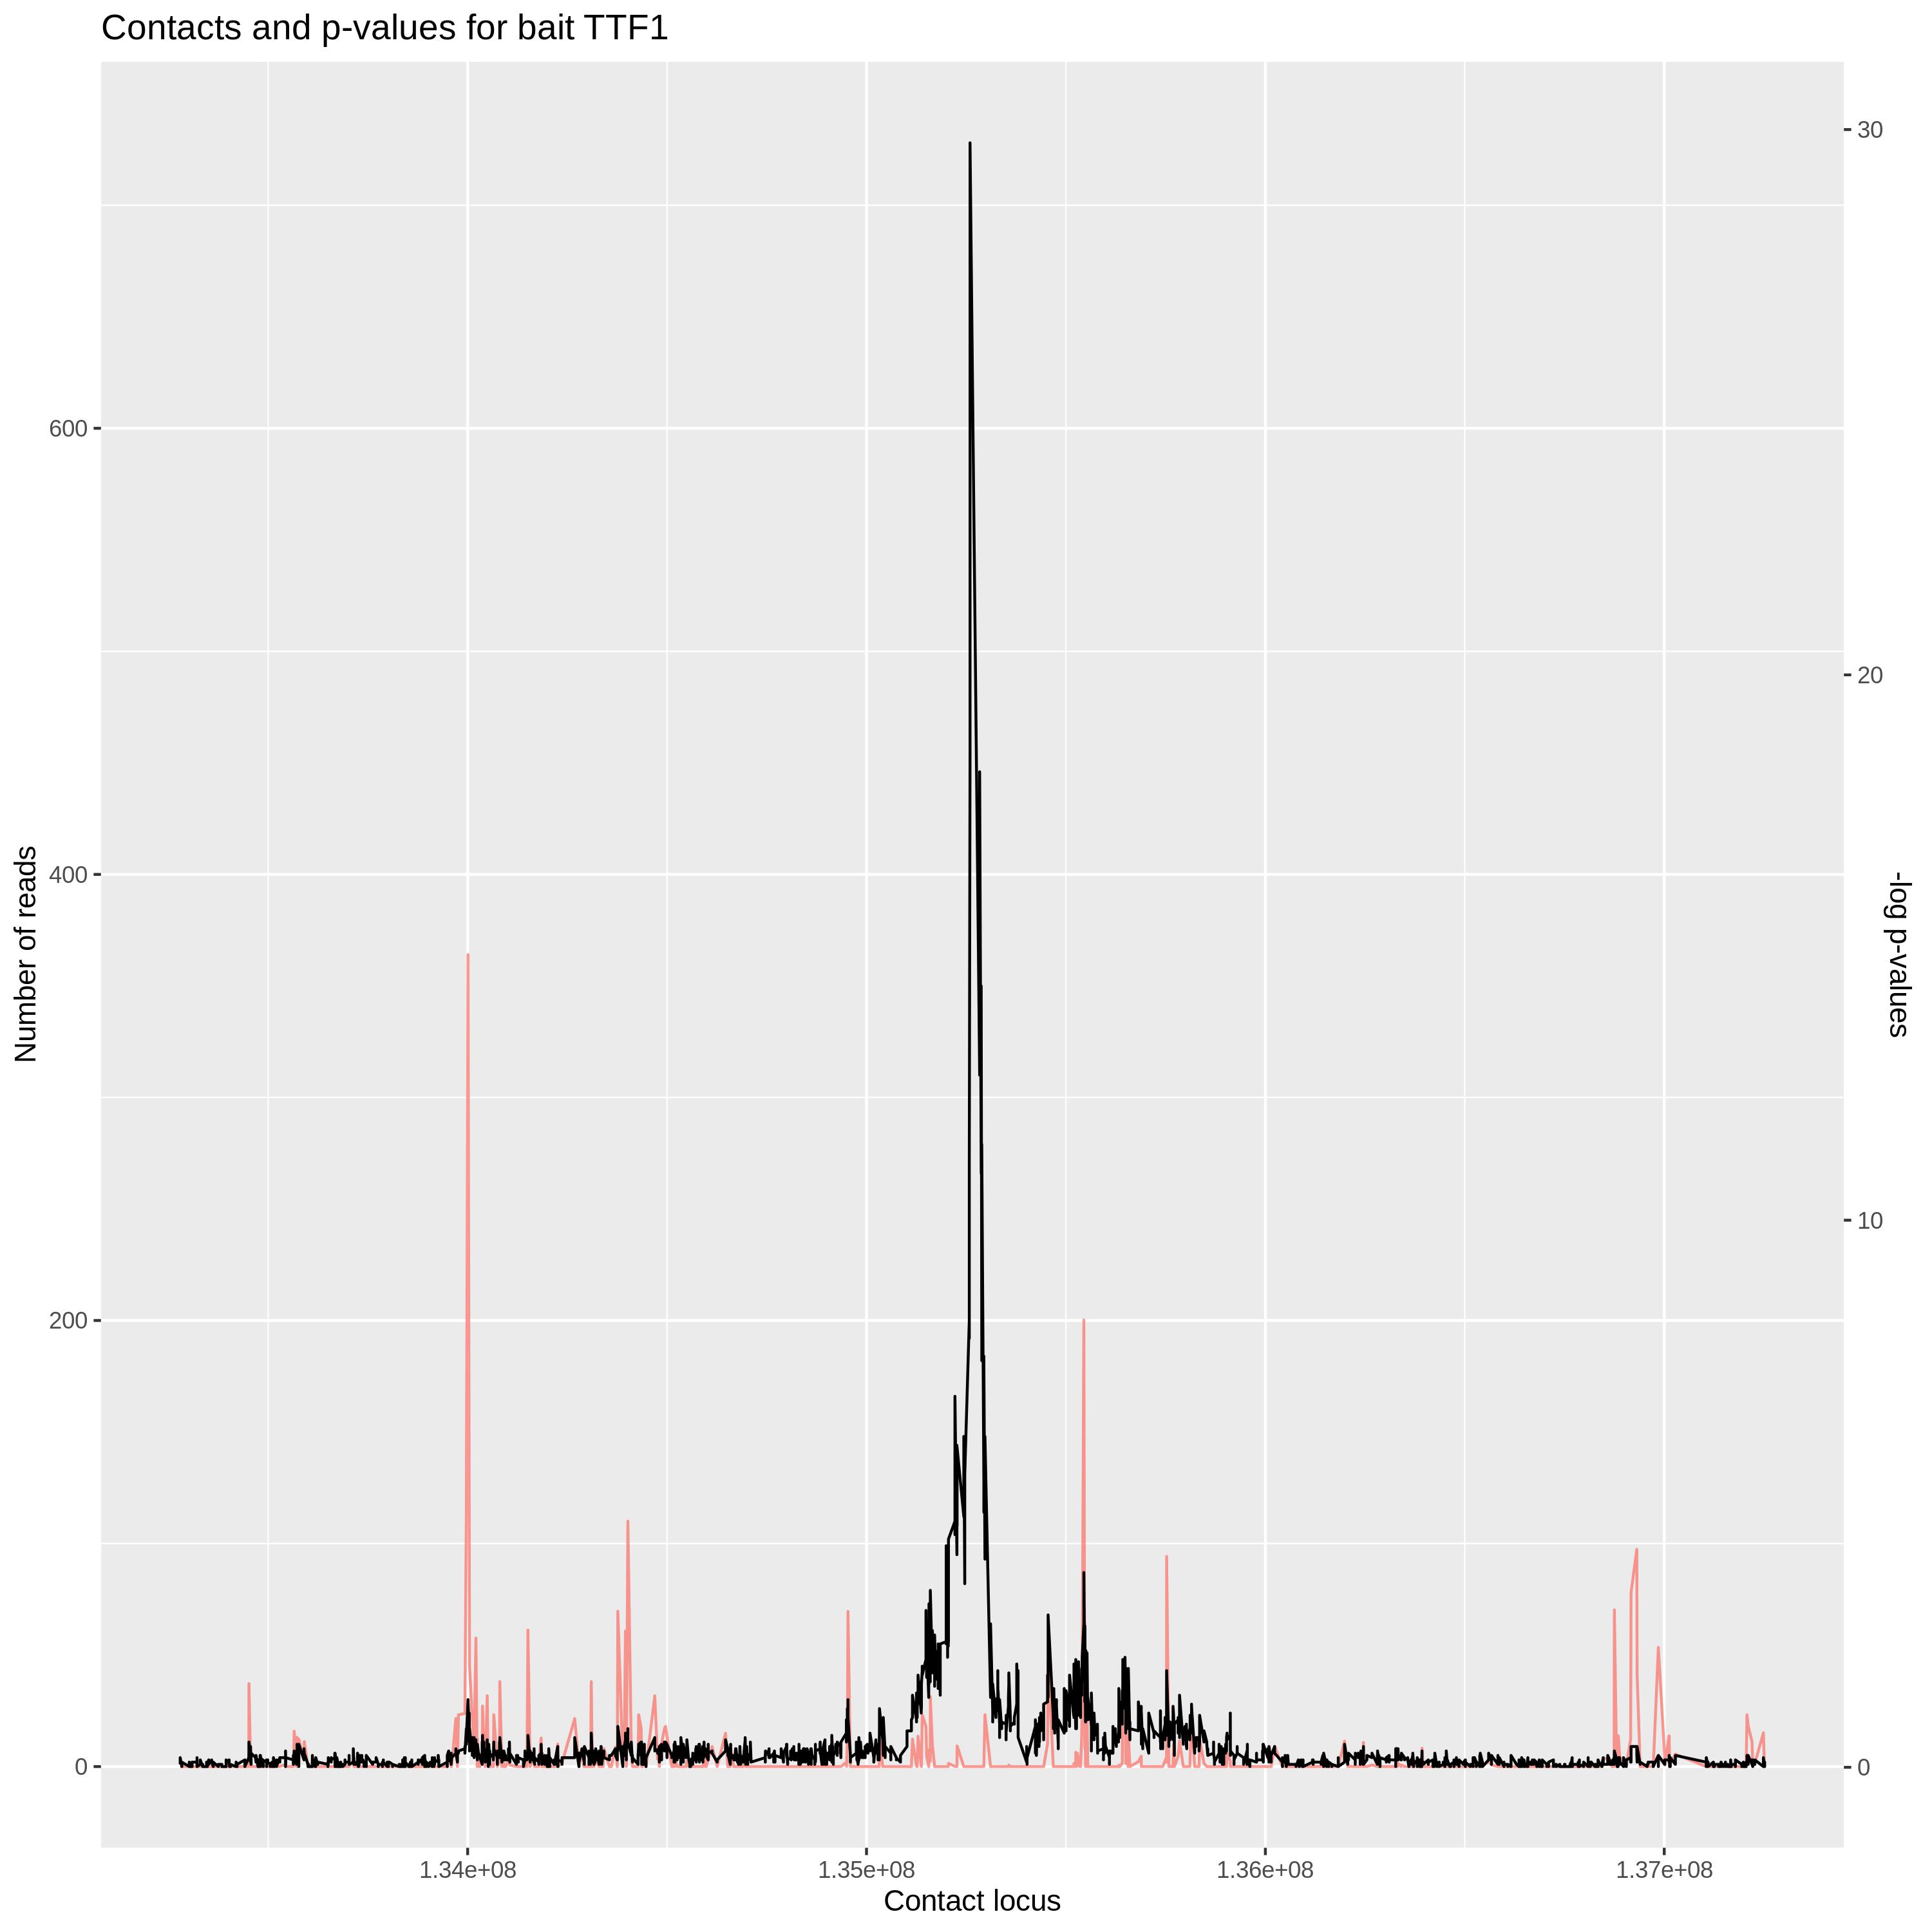 Contacts and p-values for bait TTF1
Number of reads
600
400
200
0
30
20
10
0
-log p-values
1.34e+08
1.35e+08
1.36e+08
1.37e+08
Contact locus